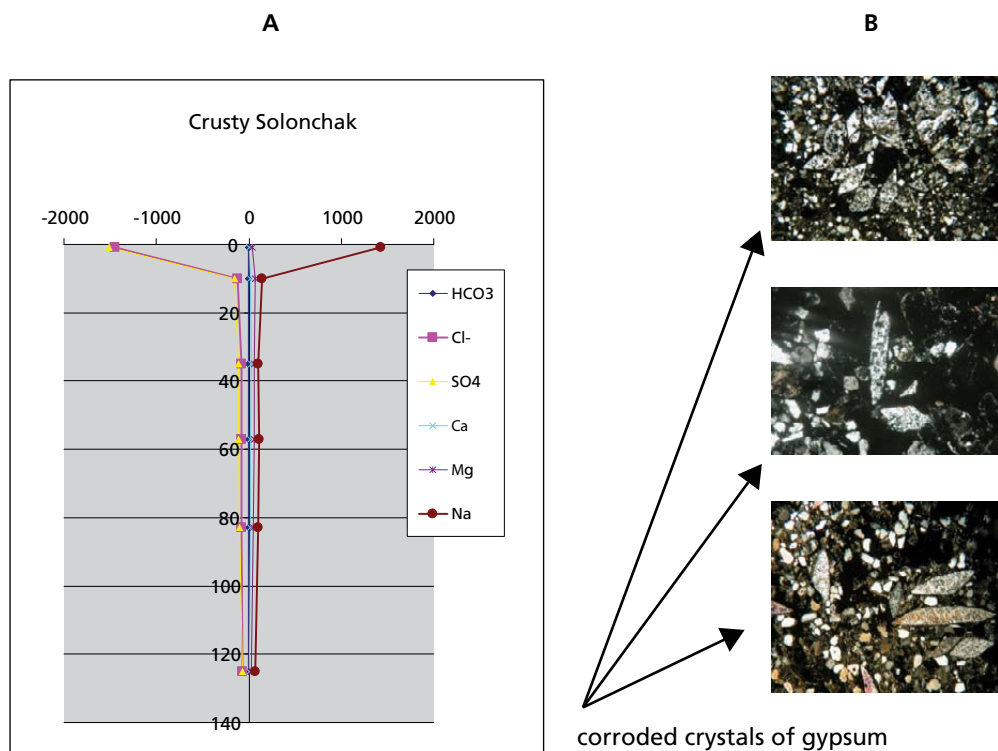 A
B
Crusty Solonchak
-2000 -1000 0 1000 2000
0
20
40
60
80
100
120
140
HCO3
Cl-
SO4
Ca
Mg
Na
corroded crystals of gypsum